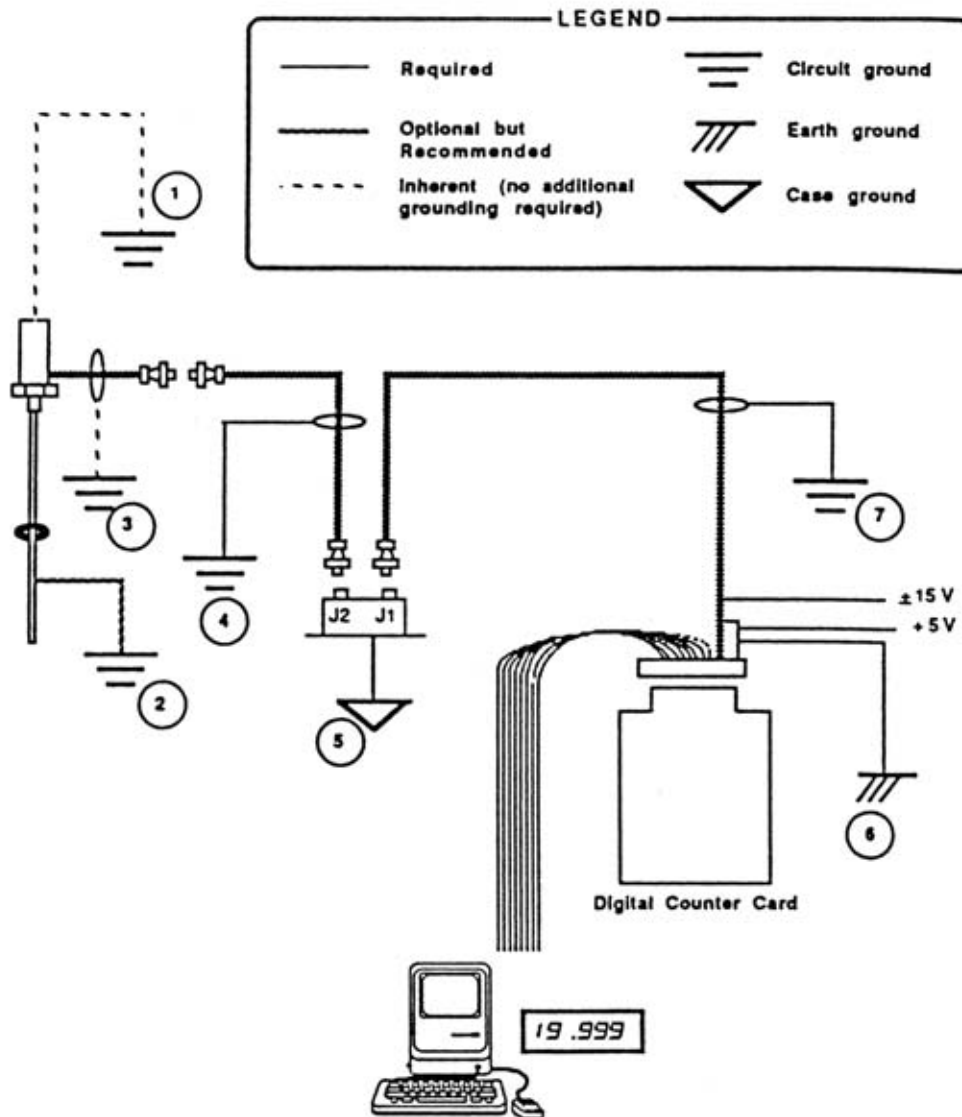 LEGEND
Required
Circuit ground
Optional but
Recommended
Earth ground
Inherent (no additional
grounding required)
Case ground
1
3
2
4
J2 J1
5
7
±15 V
+ 5 V
6
Digital Counter Card
19.999